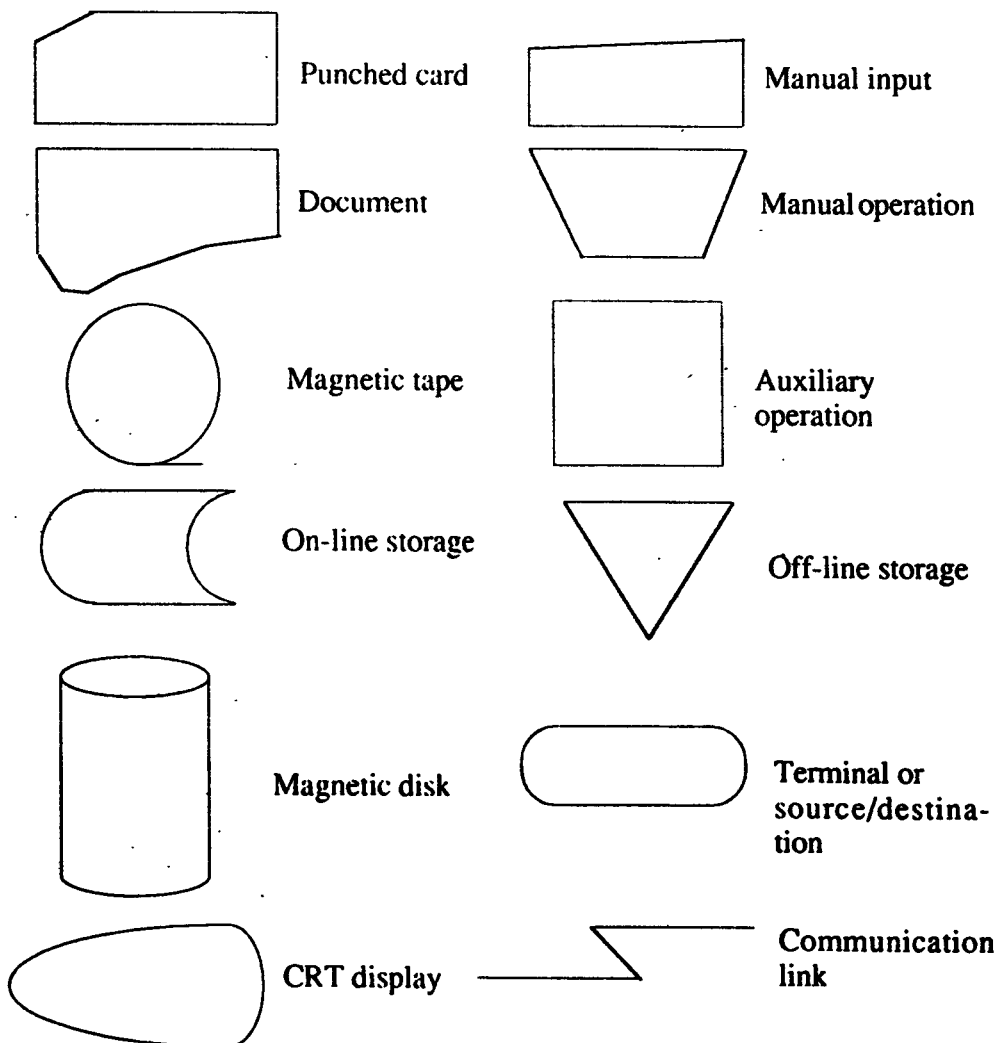 Punched card
Manual input
Document
Manual operation
Magnetic tape
Auxiliary
operation
On-line storage
Off-line storage
Magnetic disk
Terminal or
source/destina-
tion
CRT display
Communication
link